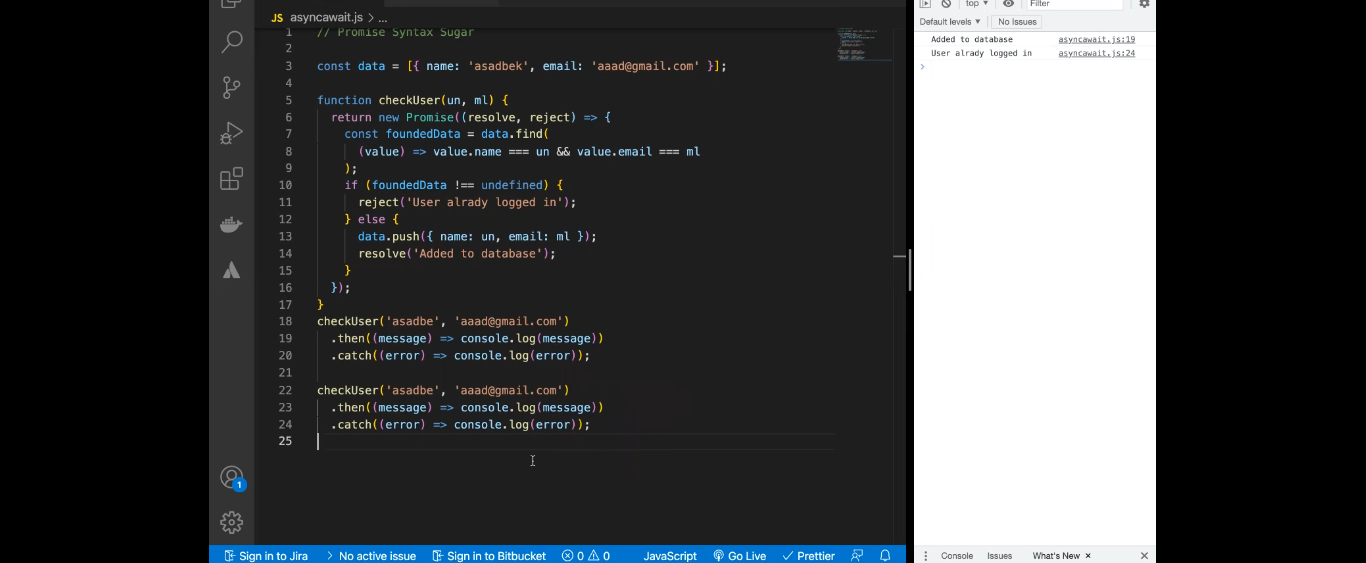 JS asyncawait.js > ...
1 // Promise Syntax Sugar
2
3 const data = [{ name: 'asadbek', email: 'aaad@gmail.com' }];
4
5 function checkUser(un, ml) {
6 return new Promise((resolve, reject) => {
7 const foundedData = data.find(
8 (value) => value.name === un && value.email === ml
9 );
10 if (foundedData !== undefined) {
11 reject('User alrady logged in');
12 } else {
13 data.push({ name: un, email: ml });
14 resolve('Added to database');
15 }
16 });
17 }
18 checkUser('asadbe', 'aaad@gmail.com')
19 .then((message) => console.log(message))
20 .catch((error) => console.log(error));
21
22 checkUser('asadbe', 'aaad@gmail.com')
23 .then((message) => console.log(message))
24 .catch((error) => console.log(error));
25
1
Sign in to Jira > No active issue Sign in to Bitbucket 0 0 JavaScript Go Live Prettier
top ▾ Filter
Default levels ▾ No Issues
Added to database asyncawait.js:19
User alrady logged in asyncawait.js:24
>
Console Issues What's New ×